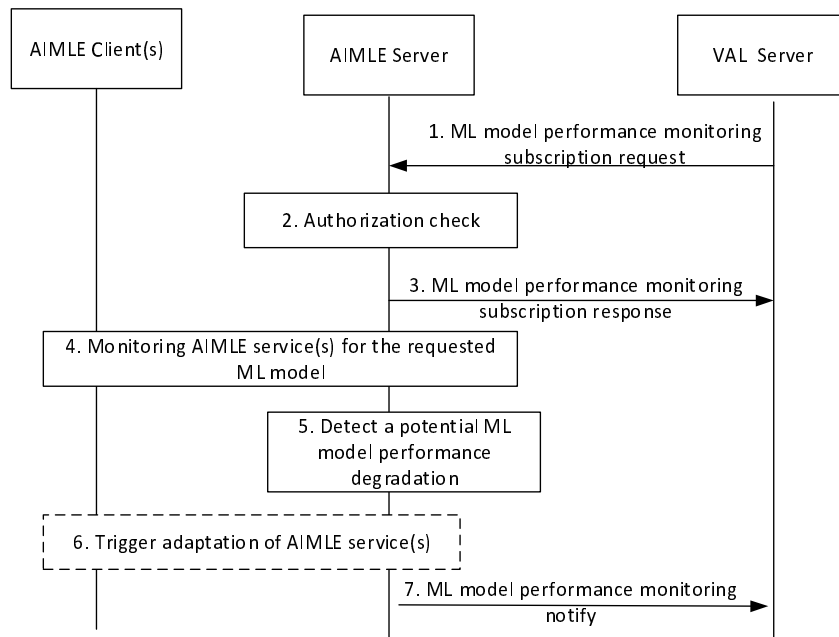 AIMLE Client(s)
AIMLE Server
VAL Server
1. ML model performance monitoring
subscription request
2. Authorization check
3. ML model performance monitoring
subscription response
4. Monitoring AIMLE service(s) for the requested
ML model
5. Detect a potential ML
model performance
degradation
6. Trigger adaptation of AIMLE service(s)
7. ML model performance monitoring
notify